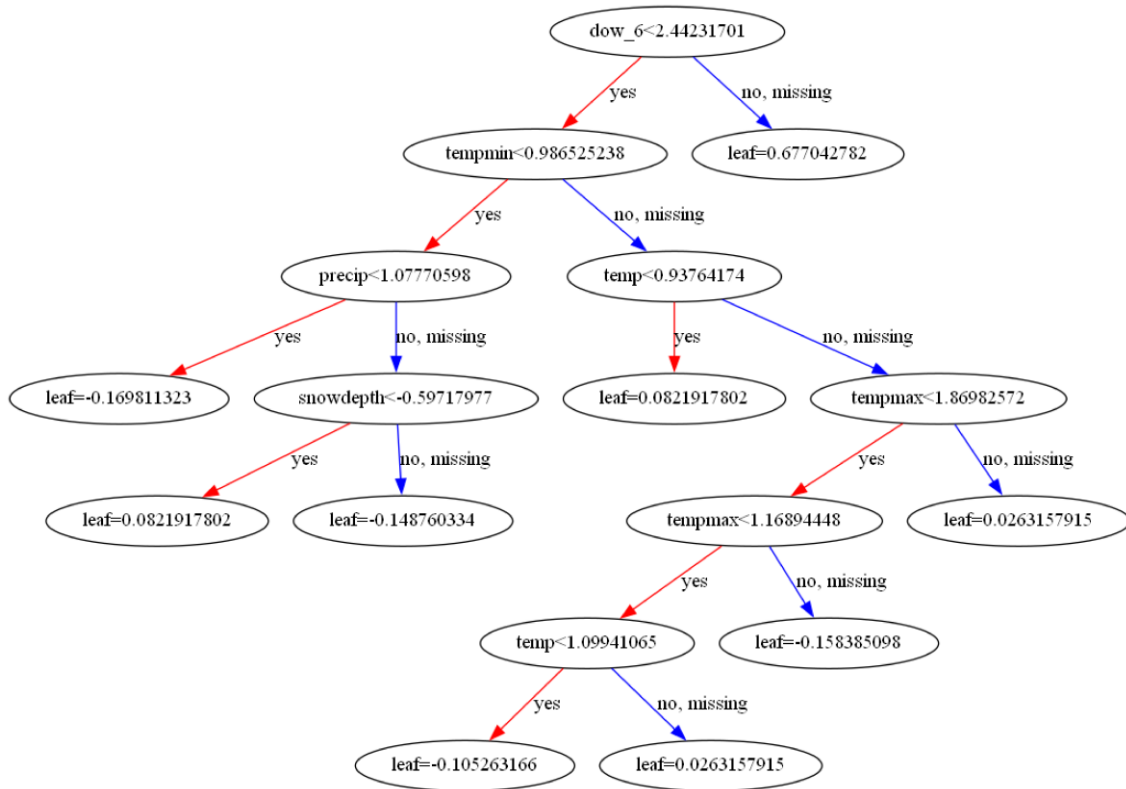 dow_6<2.44231701
yes
no, missing
tempmin<0.986525238
leaf=0.677042782
yes
no, missing
precip<1.07770598
temp<0.93764174
yes
no, missing
yes
no, missing
leaf=-0.169811323
snowdepth<-0.59717977
leaf=0.0821917802
tempmax<1.86982572
yes
no, missing
yes
no, missing
leaf=0.0821917802
leaf=-0.148760334
tempmax<1.16894448
leaf=0.0263157915
yes
no, missing
temp<1.09941065
leaf=-0.158385098
yes
no, missing
leaf=-0.105263166
leaf=0.0263157915